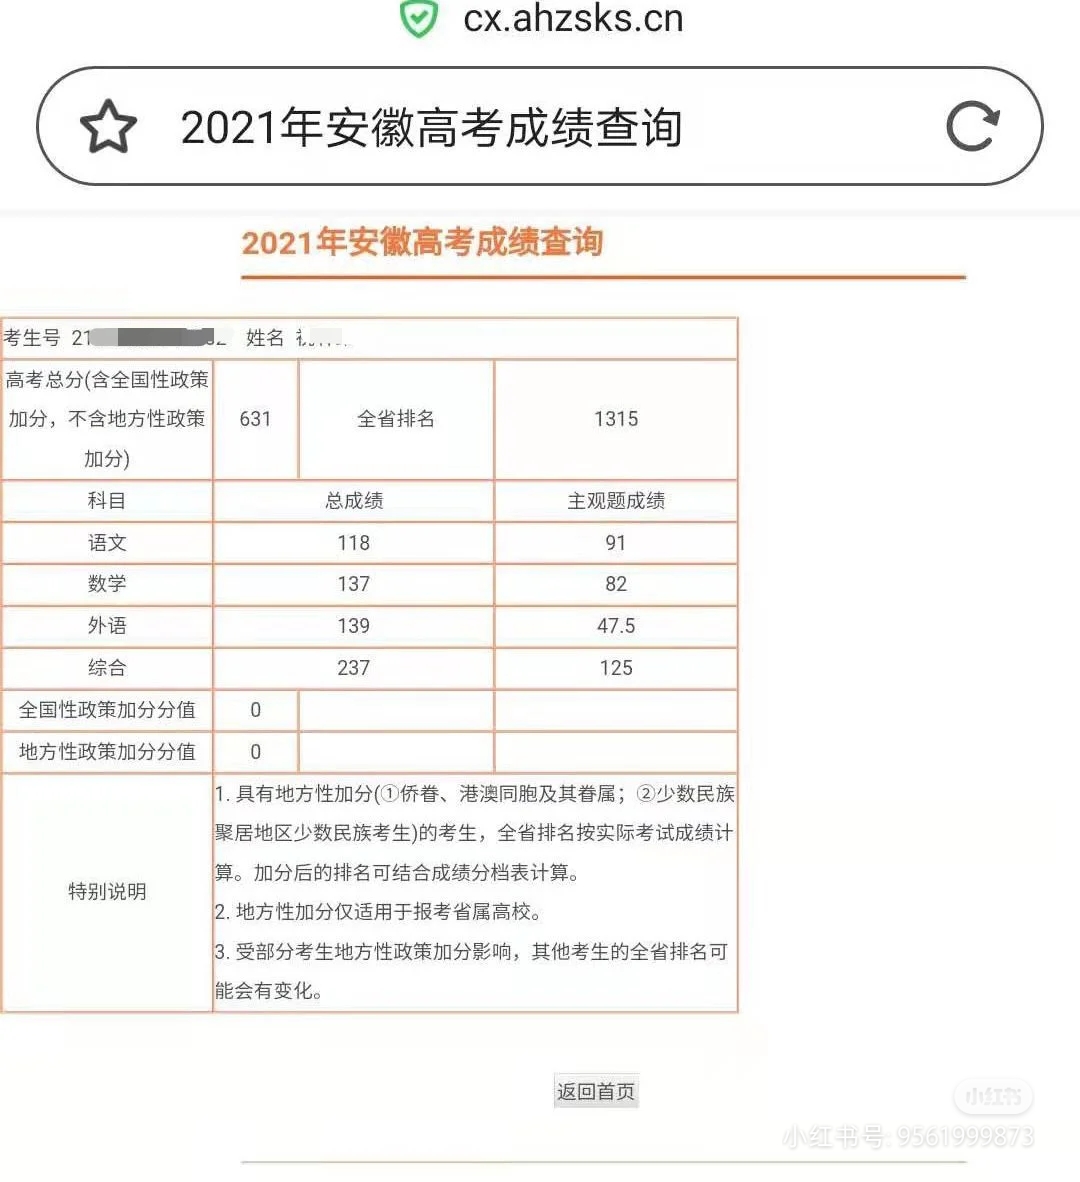 cx.ahzsks.cn
2021年安徽高考成绩查询
2021年安徽高考成绩查询
考生号 21 姓名
高考总分(含全国性政策
加分，不含地方性政策
加分)
631 全省排名 1315
科目 总成绩 主观题成绩
语文 118 91
数学 137 82
外语 139 47.5
综合 237 125
全国性政策加分分值 0
地方性政策加分分值 0
特别说明
1. 具有地方性加分(①侨眷、港澳同胞及其眷属；②少数民族
聚居地区少数民族考生)的考生，全省排名按实际考试成绩计
算。加分后的排名可结合成绩分档表计算。
2. 地方性加分仅适用于报考省属高校。
3. 受部分考生地方性政策加分影响，其他考生的全省排名可
能会有变化。
返回首页
小红书
小红书号: 9561999873